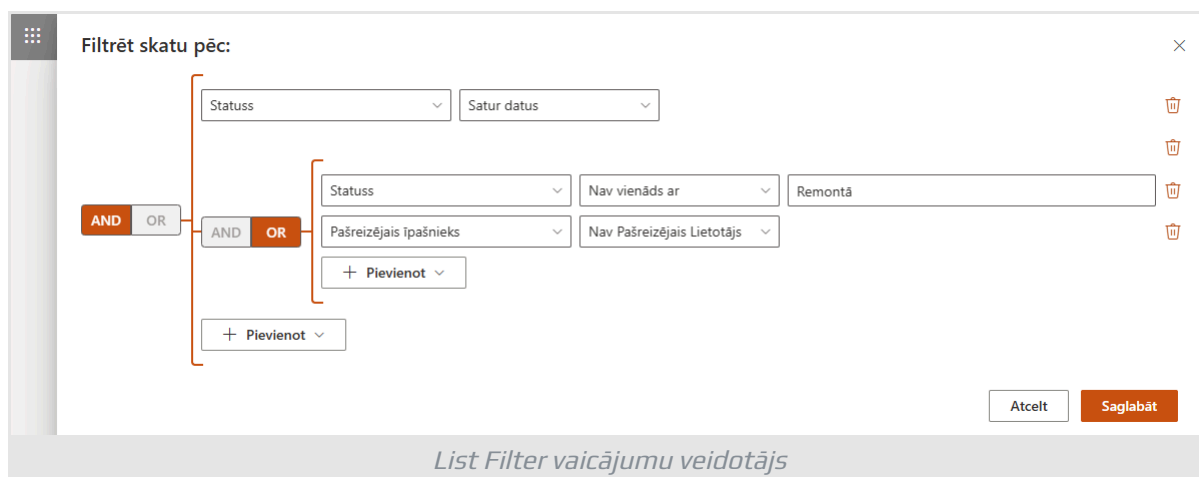 Filtrēt skatu pēc:
Statuss Satur datus
Statuss Nav vienāds ar Remontā
AND OR AND OR Pašreizējais īpašnieks Nav Pašreizējais Lietotājs
+ Pievienot
+ Pievienot
Atcelt Saglabāt
List Filter vaicājumu veidotājs